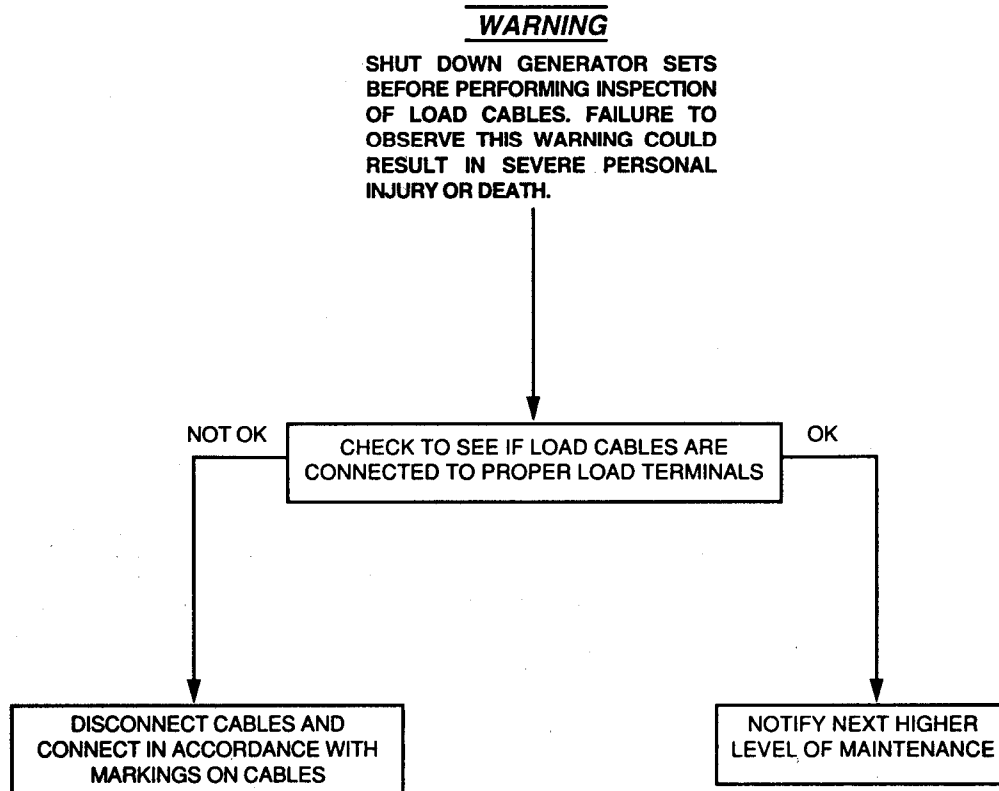 WARNING
SHUT DOWN GENERATOR SETS
BEFORE PERFORMING INSPECTION
OF LOAD CABLES. FAILURE TO
OBSERVE THIS WARNING COULD
RESULT IN SEVERE PERSONAL
INJURY OR DEATH.
NOT OK
CHECK TO SEE IF LOAD CABLES ARE
CONNECTED TO PROPER LOAD TERMINALS
OK
DISCONNECT CABLES AND
CONNECT IN ACCORDANCE WITH
MARKINGS ON CABLES
NOTIFY NEXT HIGHER
LEVEL OF MAINTENANCE